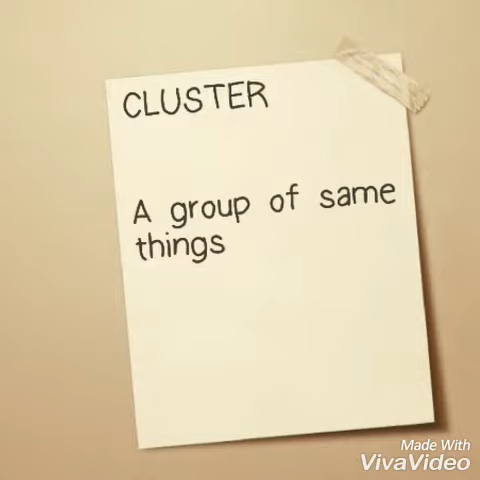 CLUSTER
A group of same
things
Made With
VivaVideo